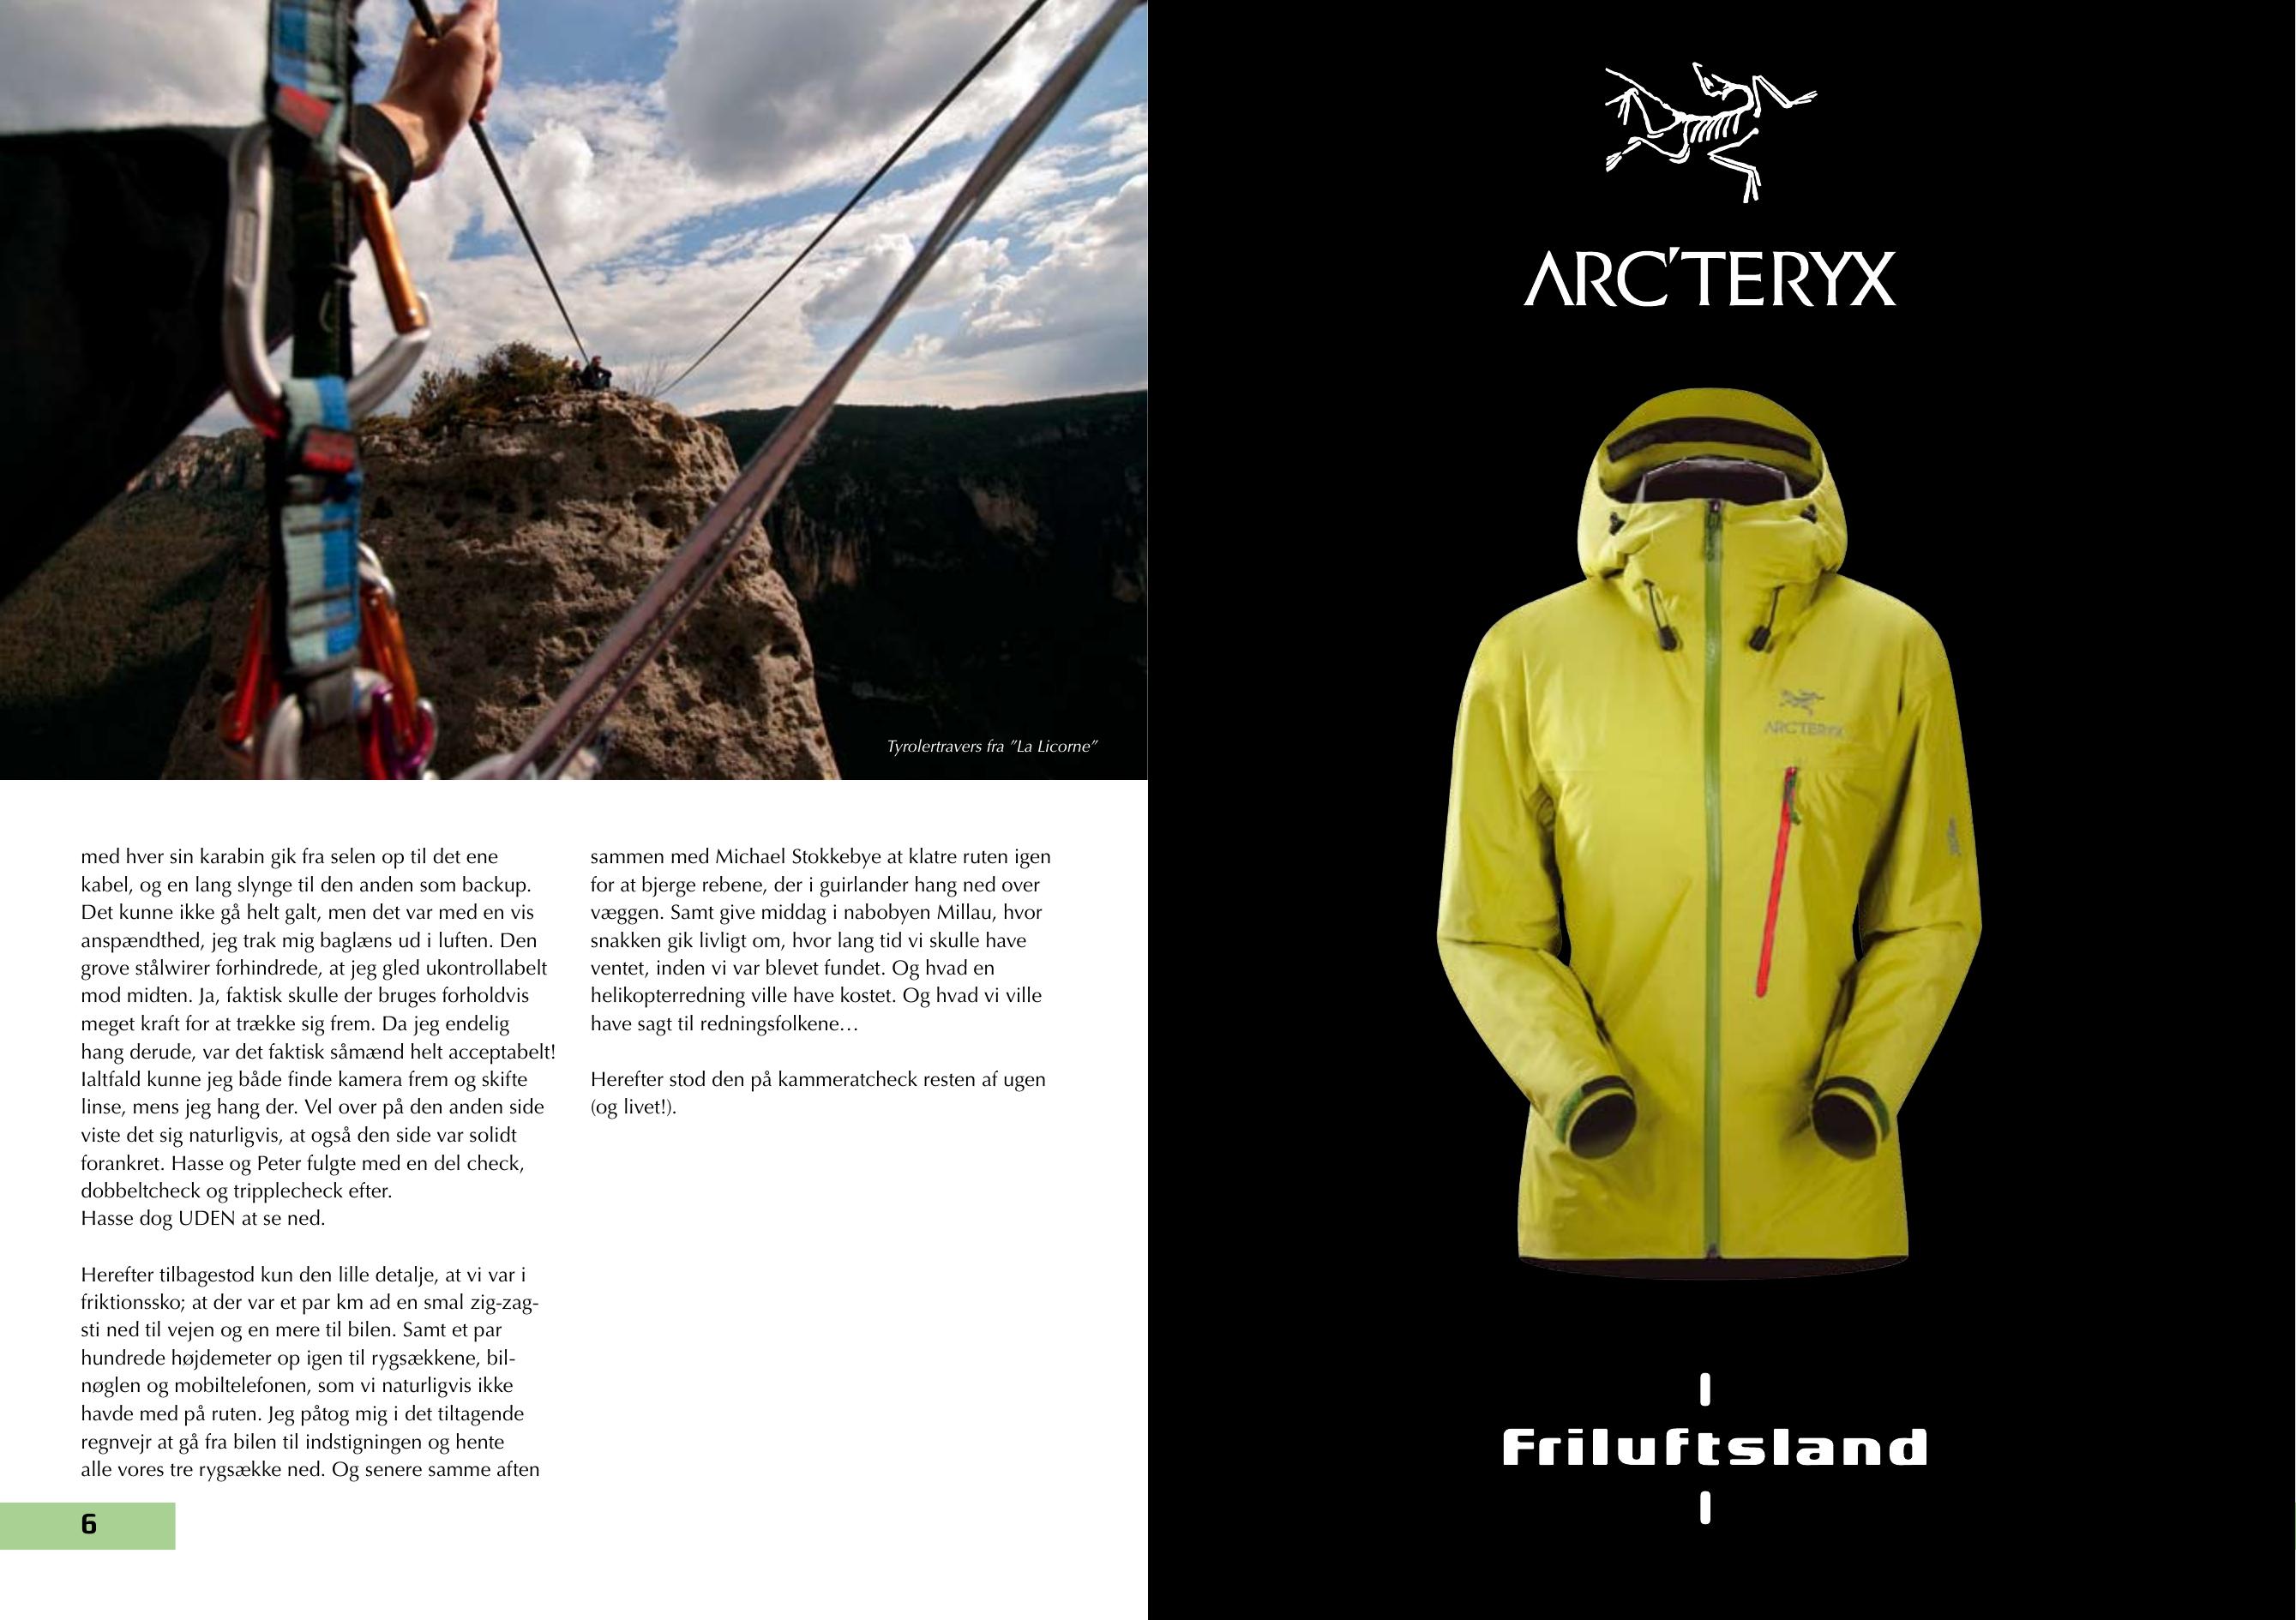 Tyrolertravers fra ”La Licorne”
med hver sin karabin gik fra selen op til det ene
kabel, og en lang slynge til den anden som backup.
Det kunne ikke gå helt galt, men det var med en vis
anspændthed, jeg trak mig baglæns ud i luften. Den
grove stålwirer forhindrede, at jeg gled ukontrollabelt
mod midten. Ja, faktisk skulle der bruges forholdvis
meget kraft for at trække sig frem. Da jeg endelig
hang derude, var det faktisk såmænd helt acceptabelt!
Ialtfald kunne jeg både finde kamera frem og skifte
linse, mens jeg hang der. Vel over på den anden side
viste det sig naturligvis, at også den side var solidt
forankret. Hasse og Peter fulgte med en del check,
dobbeltcheck og tripplecheck efter.
Hasse dog UDEN at se ned.
Herefter tilbagestod kun den lille detalje, at vi var i
friktionssko; at der var et par km ad en smal zig-zag-
sti ned til vejen og en mere til bilen. Samt et par
hundrede højdemeter op igen til rygsækkene, bil-
nøglen og mobiltelefonen, som vi naturligvis ikke
havde med på ruten. Jeg påtog mig i det tiltagende
regnvejr at gå fra bilen til indstigningen og hente
alle vores tre rygsække ned. Og senere samme aften
sammen med Michael Stokkebye at klatre ruten igen
for at bjerge rebene, der i guirlander hang ned over
væggen. Samt give middag i nabobyen Millau, hvor
snakken gik livligt om, hvor lang tid vi skulle have
ventet, inden vi var blevet fundet. Og hvad en
helikopterredning ville have kostet. Og hvad vi ville
have sagt til redningsfolkene…
Herefter stod den på kammeratcheck resten af ugen
(og livet!).
6
ARC'TERYX
ARC'TERYX
Friluftsland